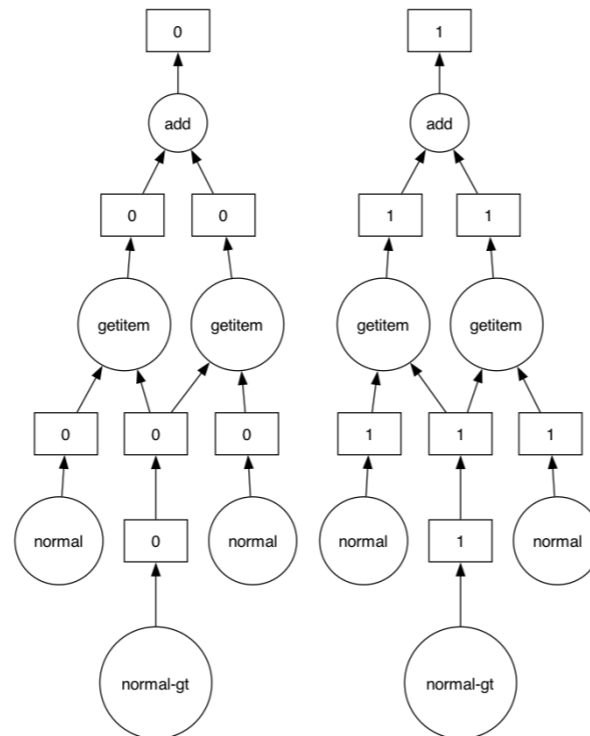 0 1
add add
0 0 1 1
getitem getitem getitem getitem
0 0 0 1 1 1
normal 0 normal normal 1 normal
normal-gt normal-gt